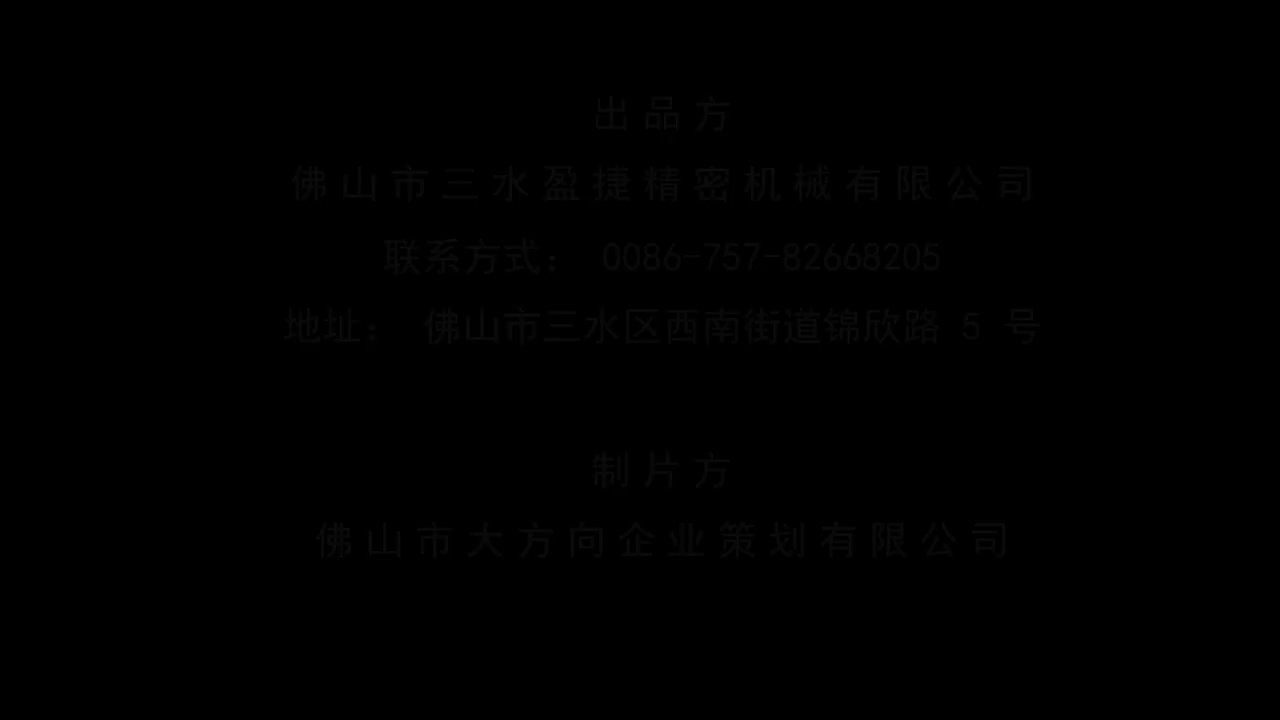 出品方
佛山市三水盈捷精密机械有限公司
联系方式： 0086-757-82668205
地址： 佛山市三水区西南街道锦欣路 5 号
制片方
佛山市大方向企业策划有限公司